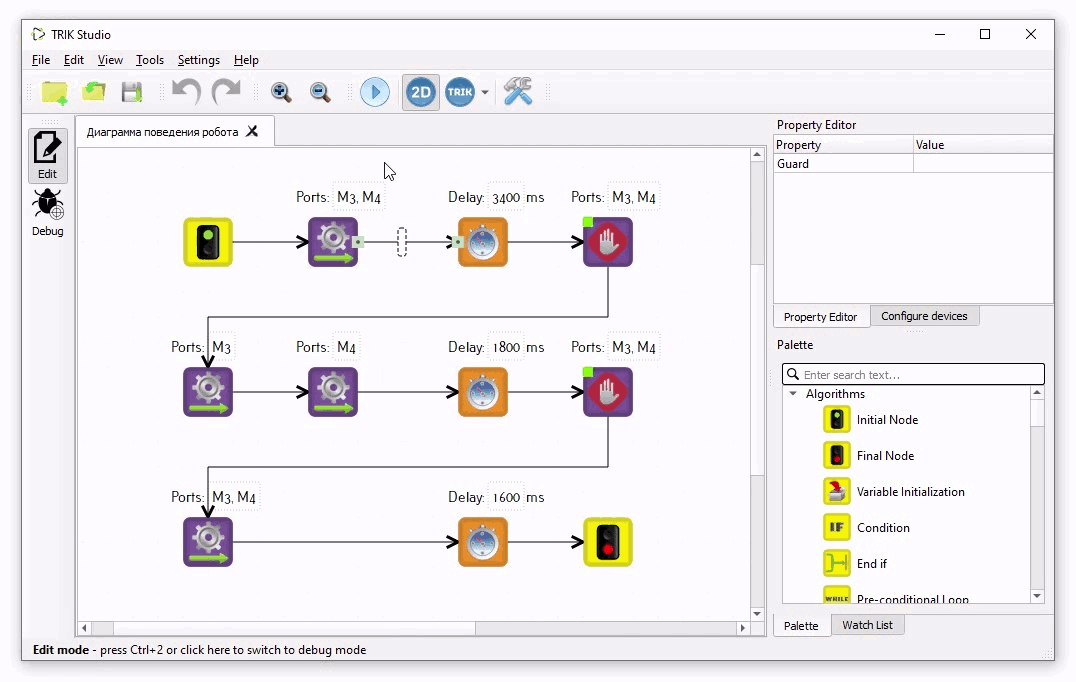 TRIK Studio
File Edit View Tools Settings Help
2D TRIK
Диаграмма поведения робота
Edit
Debug
Ports: M3, M4 Delay: 3400 ms Ports: M3, M4
Ports: M3 Ports: M4 Delay: 1800 ms Ports: M3, M4
Ports: M3, M4 Delay: 1600 ms
Property Editor
Property Value
Guard
Property Editor Configure devices
Palette
Enter search text...
Algorithms
Initial Node
Final Node
Variable Initialization
IF Condition
End if
WHILE Pre-conditional Loop
Palette Watch List
Edit mode - press Ctrl+2 or click here to switch to debug mode